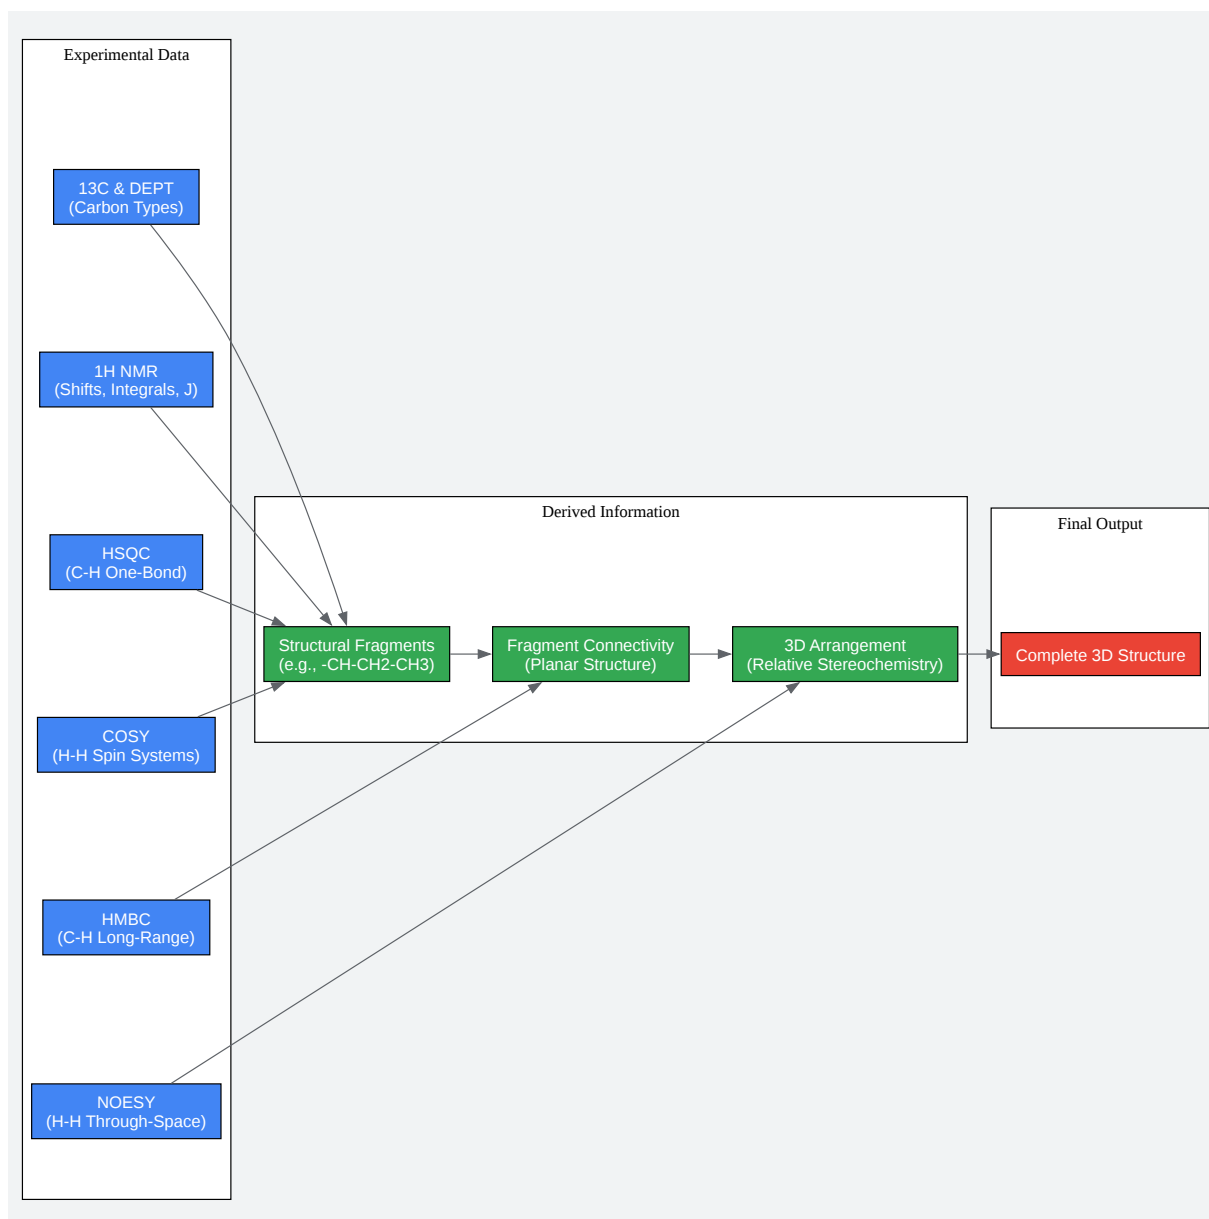 Experimental Data
13C & DEPT
(Carbon Types)
1H NMR
(Shifts, Integrals, J)
HSQC
(C-H One-Bond)
COSY
(H-H Spin Systems)
HMBC
(C-H Long-Range)
NOESY
(H-H Through-Space)
Derived Information
Structural Fragments
(e.g., -CH-CH2-CH3)
Fragment Connectivity
(Planar Structure)
3D Arrangement
(Relative Stereochemistry)
Final Output
Complete 3D Structure